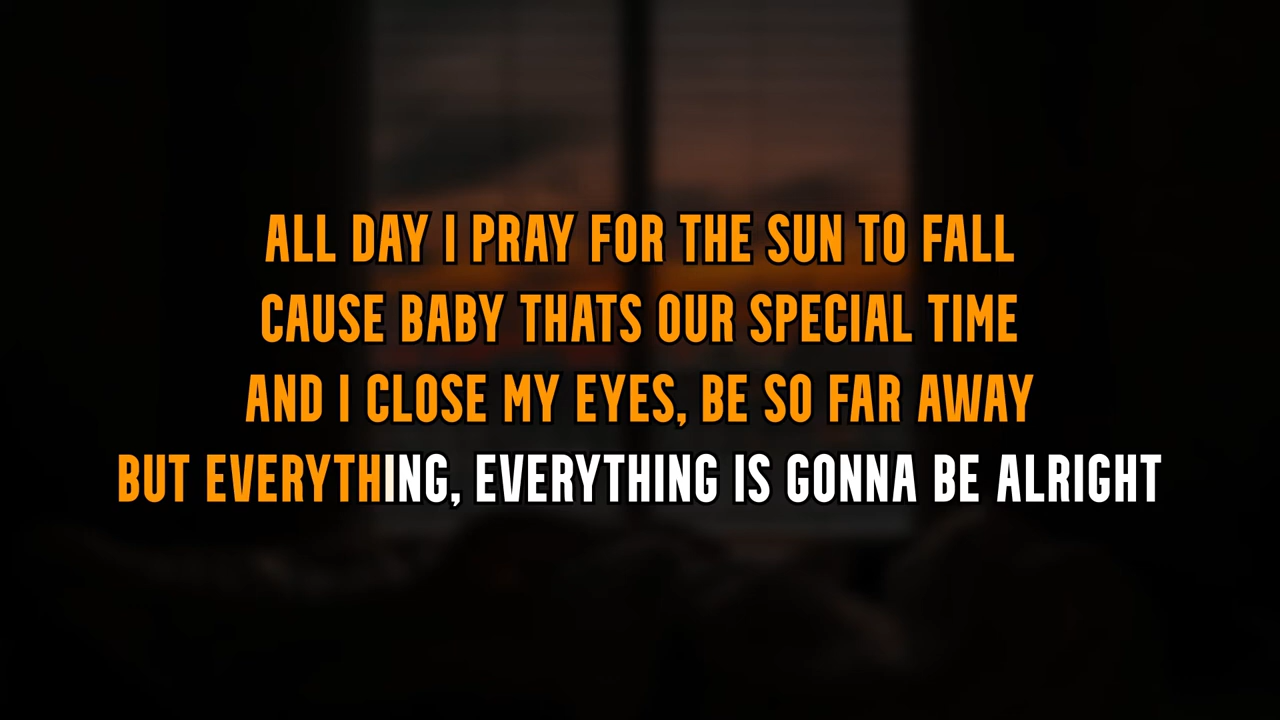 ALL DAY I PRAY FOR THE SUN TO FALL
CAUSE BABY THATS OUR SPECIAL TIME
AND I CLOSE MY EYES, BE SO FAR AWAY
BUT EVERYTHING, EVERYTHING IS GONNA BE ALRIGHT